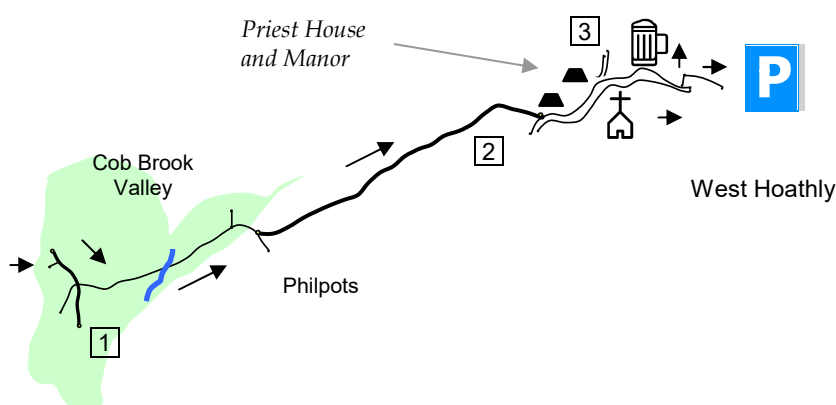 Priest House
and Manor
3
P
2
Cob Brook
Valley
West Hoathly
Philpots
1